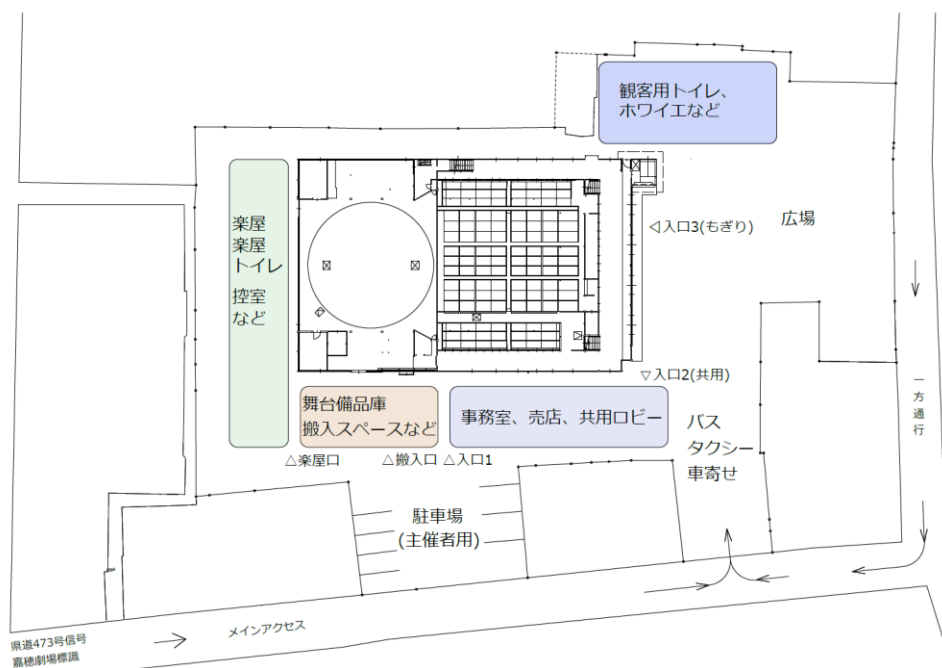 観客用トイレ、
ホワイエなど
楽屋
楽屋
トイレ
控室
など
◁入口3(もぎり)
広場
▽入口2(共用)
一方通行
舞台備品庫
搬入スペースなど
事務室、売店、共用ロビー
バス
タクシー
車寄せ
△楽屋口
△搬入口
△入口1
駐車場
(主催者用)
メインアクセス
県道473号信号
嘉穂劇場標識